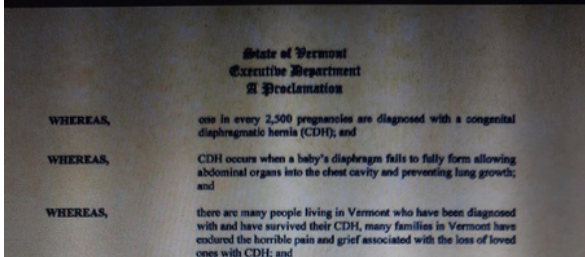 State of Vermont
Executive Department
A Proclamation
WHEREAS, one in every 2,500 pregnancies are diagnosed with a congenital
diaphragmatic hernia (CDH); and
WHEREAS, CDH occurs when a baby's diaphragm fails to fully form allowing
abdominal organs into the chest cavity and preventing lung growth;
and
WHEREAS, there are many people living in Vermont who have been diagnosed
with and have survived their CDH, many families in Vermont have
endured the horrible pain and grief associated with the loss of loved
ones with CDH; and